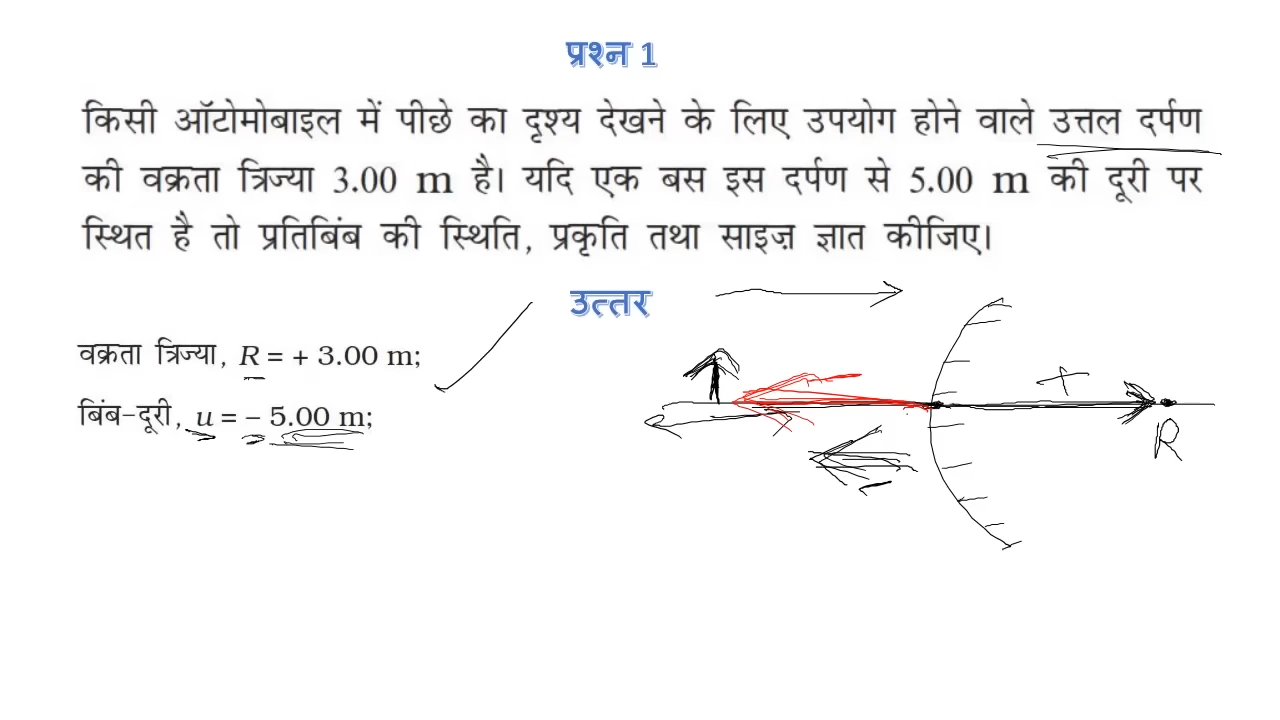 प्रश्न 1
किसी ऑटोमोबाइल में पीछे का दृश्य देखने के लिए उपयोग होने वाले उत्तल दर्पण
की वक्रता त्रिज्या 3.00 m है। यदि एक बस इस दर्पण से 5.00 m की दूरी पर
स्थित है तो प्रतिबिंब की स्थिति, प्रकृति तथा साइज़ ज्ञात कीजिए।
उत्तर
वक्रता त्रिज्या, R = + 3.00 m;
बिंब-दूरी, u = – 5.00 m;
+
R
–